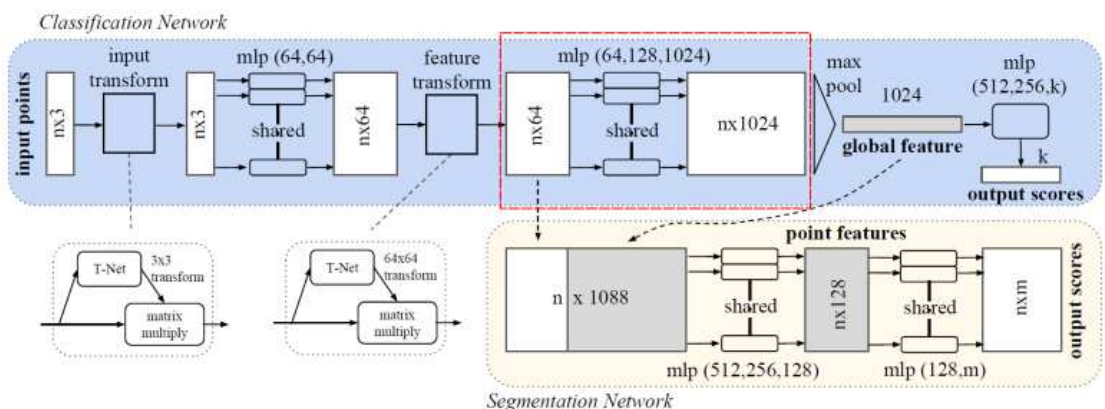 Classification Network
input
transform
mlp (64,64)
feature
transform
mlp (64,128,1024)
max
pool
1024
mlp
(512,256,k)
input points
nx3
nx3
shared
nx64
nx64
shared
nx1024
global feature
k
output scores
T-Net
3x3
transform
matrix
multiply
T-Net
64x64
transform
matrix
multiply
point features
n x 1088
shared
nx128
shared
nxm
output scores
mlp (512,256,128)
mlp (128,m)
Segmentation Network